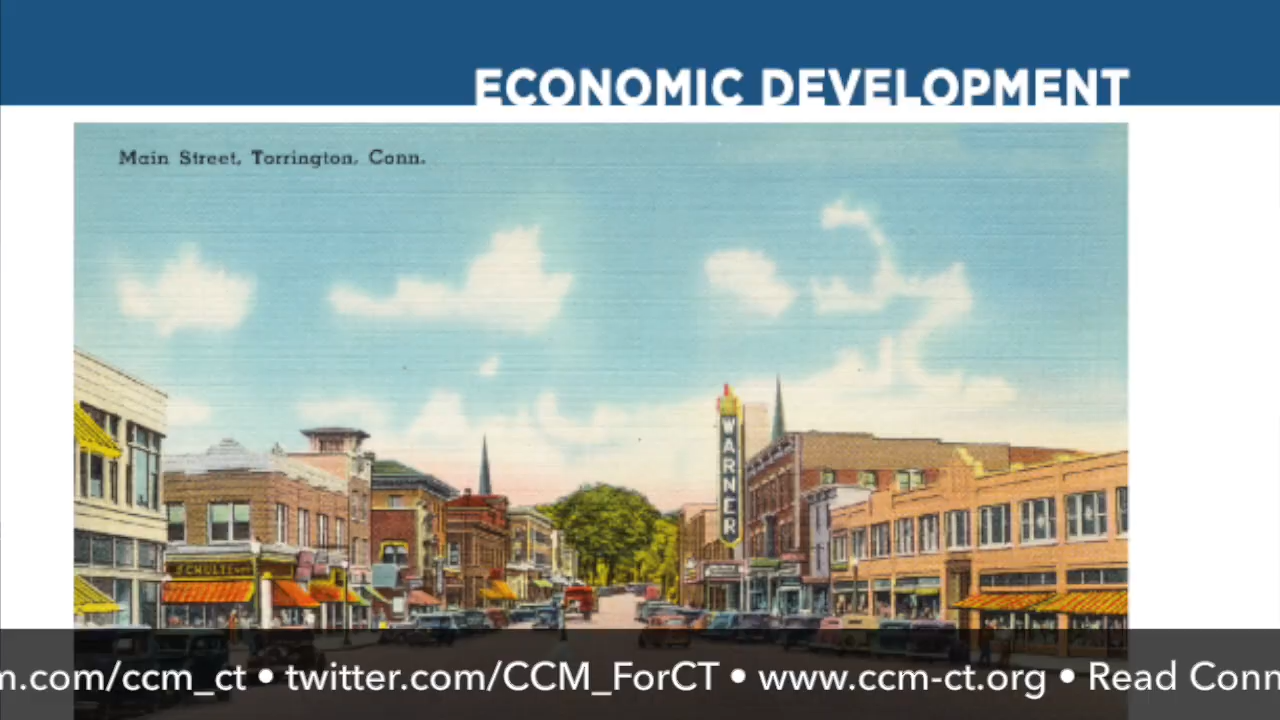 ECONOMIC DEVELOPMENT
Main Street, Torrington, Conn.
WARNER
SCHULTE
m.com/ccm_ct • twitter.com/CCM_ForCT • www.ccm-ct.org • Read Conn